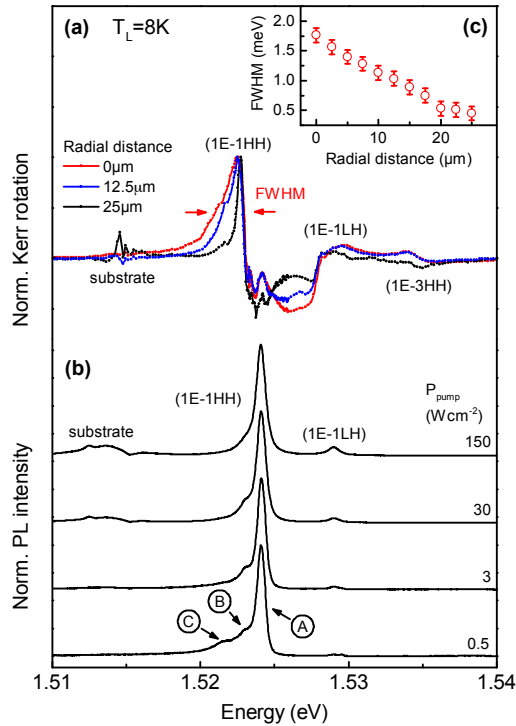 (a)
T_L=8K
(c)
FWHM (meV)
2.0
1.5
1.0
0.5
0
10
20
Radial distance (μm)
Radial distance
0μm
12.5μm
25μm
(1E-1HH)
FWHM
(1E-1LH)
(1E-3HH)
substrate
Norm. Kerr rotation
(b)
(1E-1HH)
substrate
(1E-1LH)
P_pump
(Wcm⁻²)
150
30
3
0.5
B
C
A
Norm. PL intensity
1.51
1.52
1.53
1.54
Energy (eV)